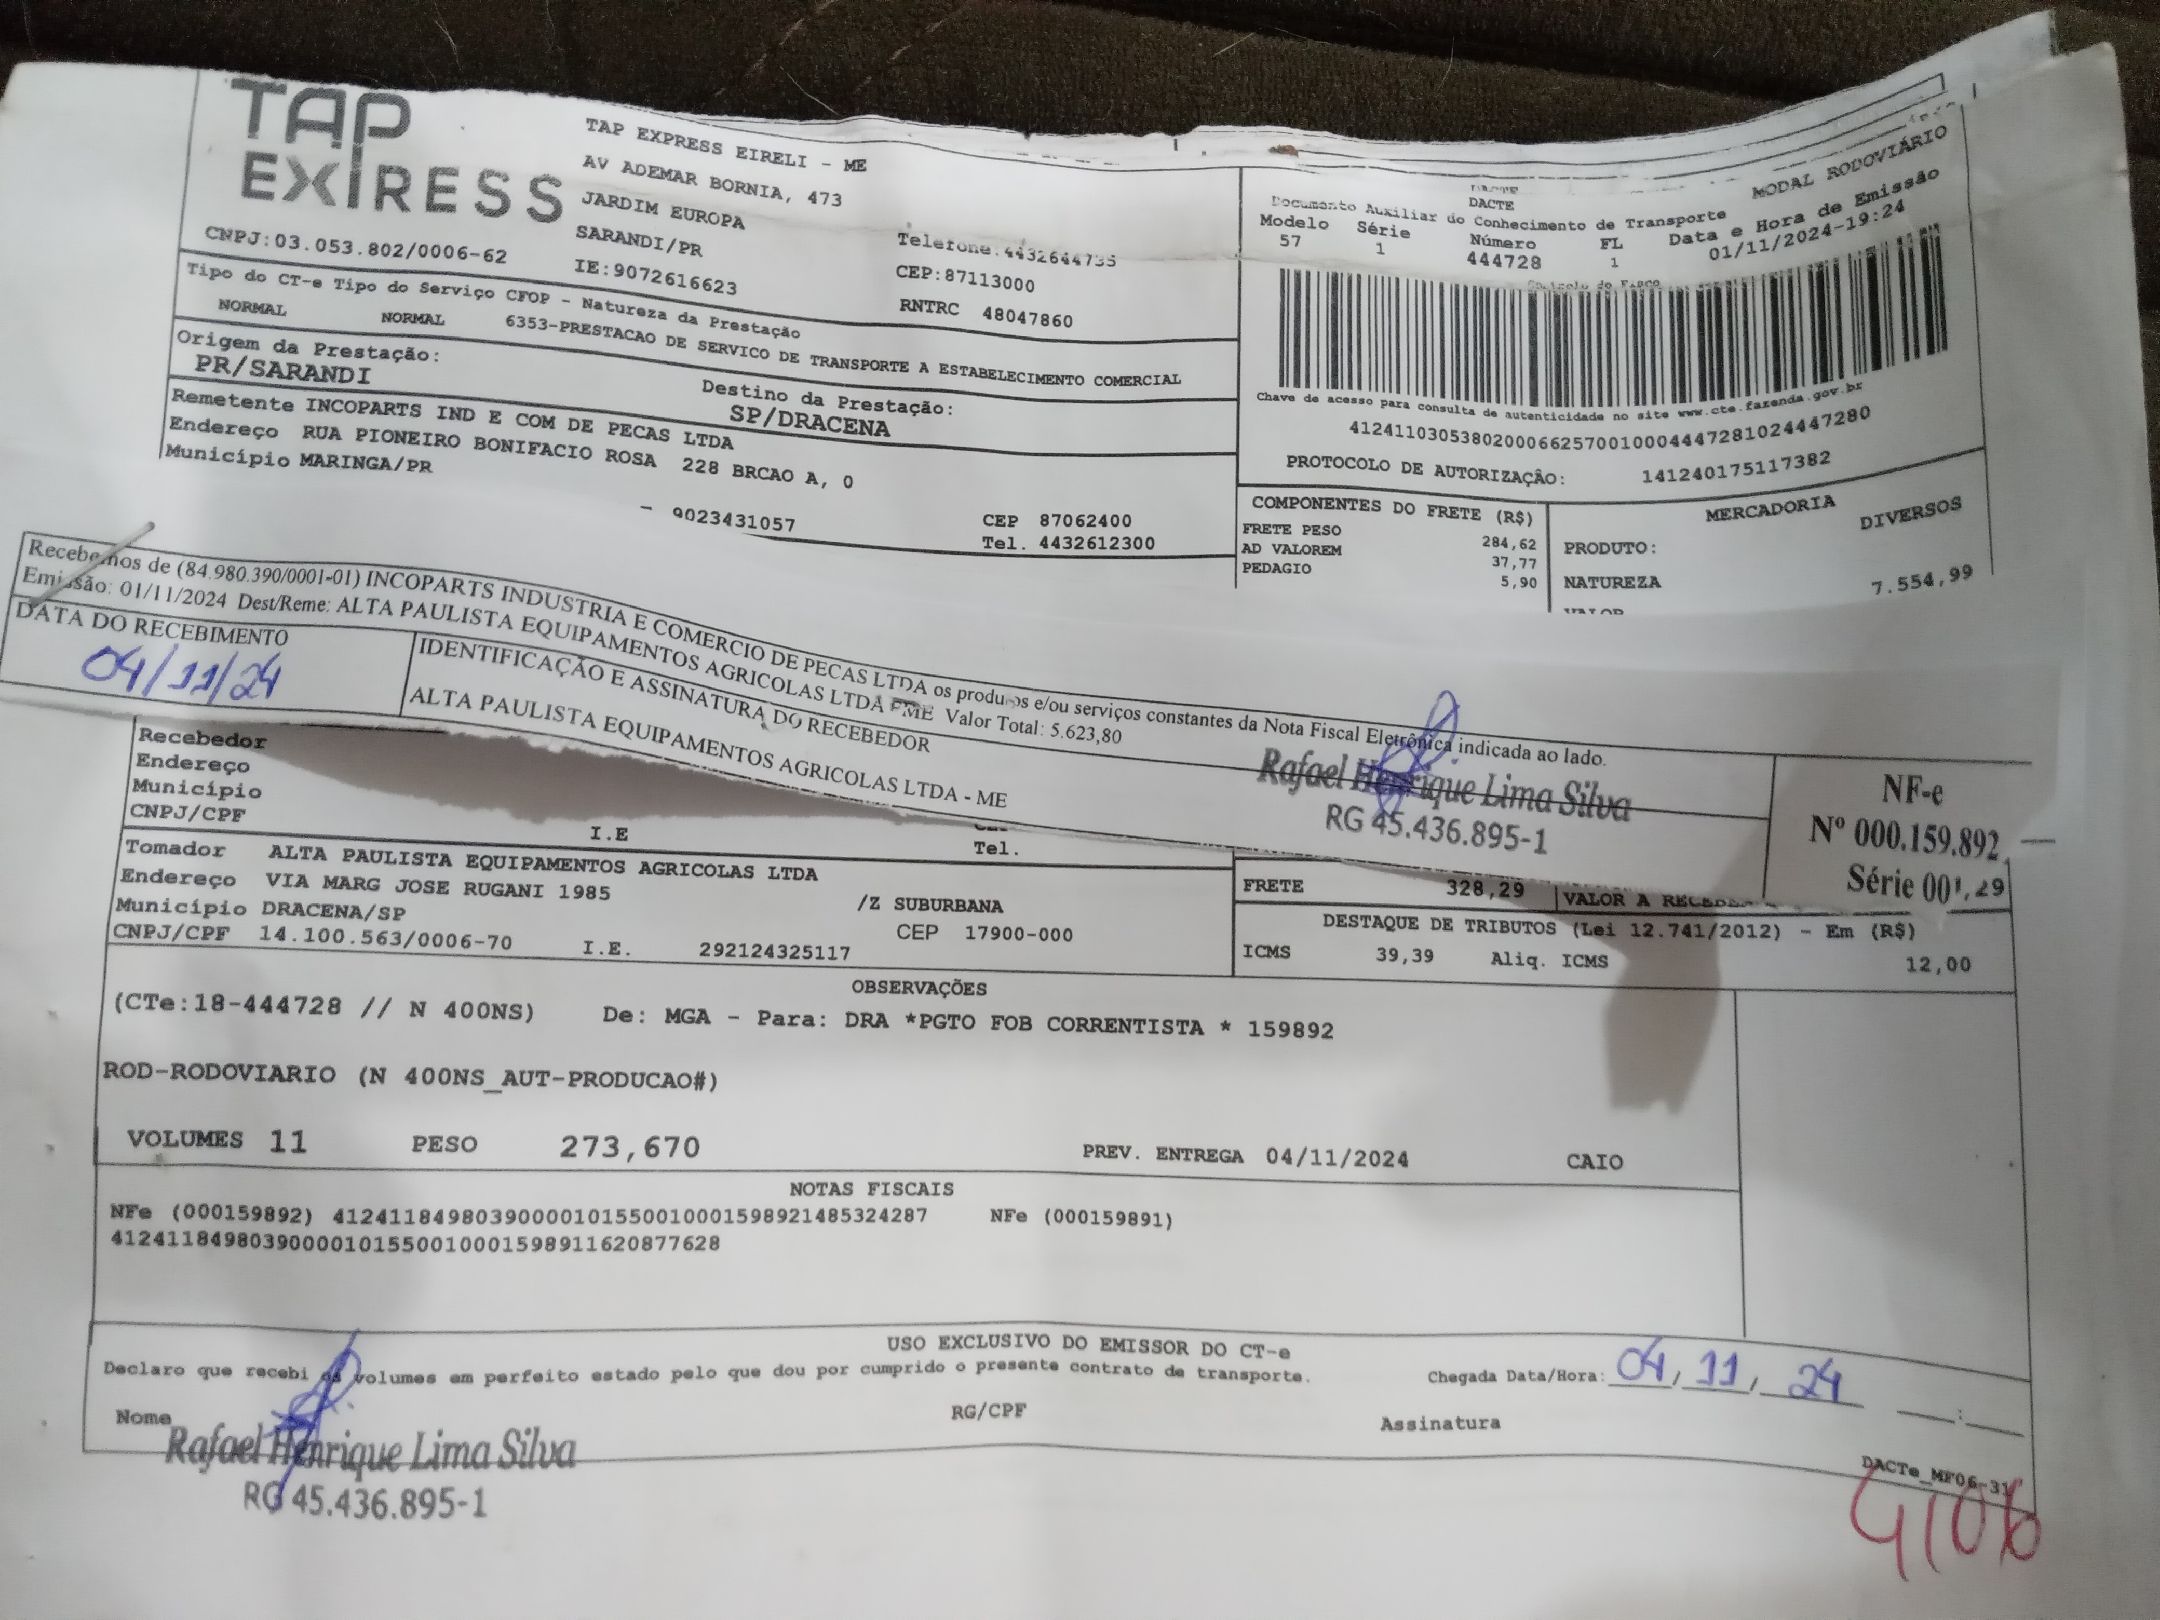 TAP
EXPRESS
TAP EXPRESS EIRELI - ME
AV ADEMAR BORNIA, 473
JARDIM EUROPA
SARANDI/PR
CNPJ:03.053.802/0006-62
IE:9072616623
Telefone:4432644735
CEP:87113000
RNTRC 48047860
DACTE
MODAL RODOVIÁRIO
Documento Auxiliar do Conhecimento de Transporte
Modelo Série Número FL Data e Hora de Emissão
57 1 444728 1 01/11/2024-19:24
Controle do Fisco
Tipo do CT-e Tipo do Serviço CFOP - Natureza da Prestação
NORMAL NORMAL 6353-PRESTACAO DE SERVICO DE TRANSPORTE A ESTABELECIMENTO COMERCIAL
Origem da Prestação: Destino da Prestação:
PR/SARANDI SP/DRACENA
Remetente INCOPARTS IND E COM DE PECAS LTDA
Endereço RUA PIONEIRO BONIFACIO ROSA 228 BRCAO A, 0
Município MARINGA/PR
- 9023431057
CEP 87062400
Tel. 4432612300
Chave de acesso para consulta de autenticidade no site www.cte.fazenda.gov.br
41241103053802000662570010004447281024447280
PROTOCOLO DE AUTORIZAÇÃO: 141240175117382
COMPONENTES DO FRETE (R$)
FRETE PESO 284,62
AD VALOREM 37,77
PEDAGIO 5,90
MERCADORIA
PRODUTO: DIVERSOS
NATUREZA
VALOR 7.554,99
Recebemos de (84.980.390/0001-01) INCOPARTS INDUSTRIA E COMERCIO DE PECAS LTDA os produtos e/ou serviços constantes da Nota Fiscal Eletrônica indicada ao lado.
Emissão: 01/11/2024 Dest/Reme: ALTA PAULISTA EQUIPAMENTOS AGRICOLAS LTDA - ME Valor Total: 5.623,80
DATA DO RECEBIMENTO
04/11/24
IDENTIFICAÇÃO E ASSINATURA DO RECEBEDOR
ALTA PAULISTA EQUIPAMENTOS AGRICOLAS LTDA - ME
Rafael Henrique Lima Silva
RG 45.436.895-1
NF-e
Nº 000.159.892
Série 001
,29
Recebedor
Endereço
Município
CNPJ/CPF
I.E
Tel.
Tomador ALTA PAULISTA EQUIPAMENTOS AGRICOLAS LTDA
Endereço VIA MARG JOSE RUGANI 1985 /Z SUBURBANA
Município DRACENA/SP CEP 17900-000
CNPJ/CPF 14.100.563/0006-70 I.E. 292124325117
FRETE 328,29 VALOR A RECEBER
DESTAQUE DE TRIBUTOS (Lei 12.741/2012) - Em (R$)
ICMS 39,39 Aliq. ICMS 12,00
OBSERVAÇÕES
(CTe:18-444728 // N 400NS) De: MGA - Para: DRA *PGTO FOB CORRENTISTA * 159892
ROD-RODOVIARIO (N 400NS_AUT-PRODUCAO#)
VOLUMES 11 PESO 273,670 PREV. ENTREGA 04/11/2024 CAIO
NOTAS FISCAIS
NFe (000159892) 41241184980390000101550010001598921485324287 NFe (000159891)
41241184980390000101550010001598911620877628
USO EXCLUSIVO DO EMISSOR DO CT-e
Declaro que recebi os volumes em perfeito estado pelo que dou por cumprido o presente contrato de transporte. Chegada Data/Hora: 04/11/24 __:__
Nome RG/CPF Assinatura
Rafael Henrique Lima Silva
RG 45.436.895-1
DACTe_MF06-31
4106